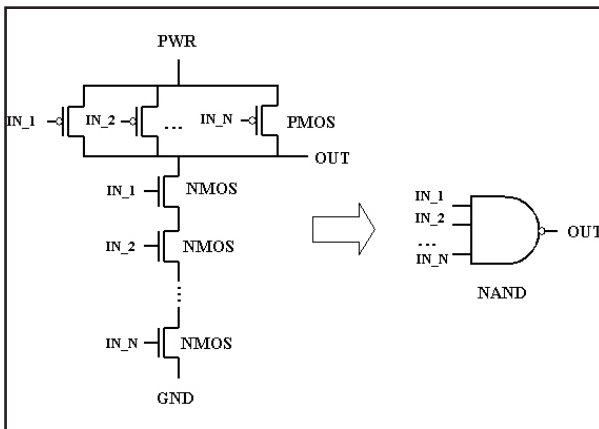 PWR
IN_1 IN_2 ... IN_N PMOS
OUT
IN_1 NMOS
IN_2 NMOS
IN_N NMOS
GND
IN_1
IN_2
...
IN_N
OUT
NAND